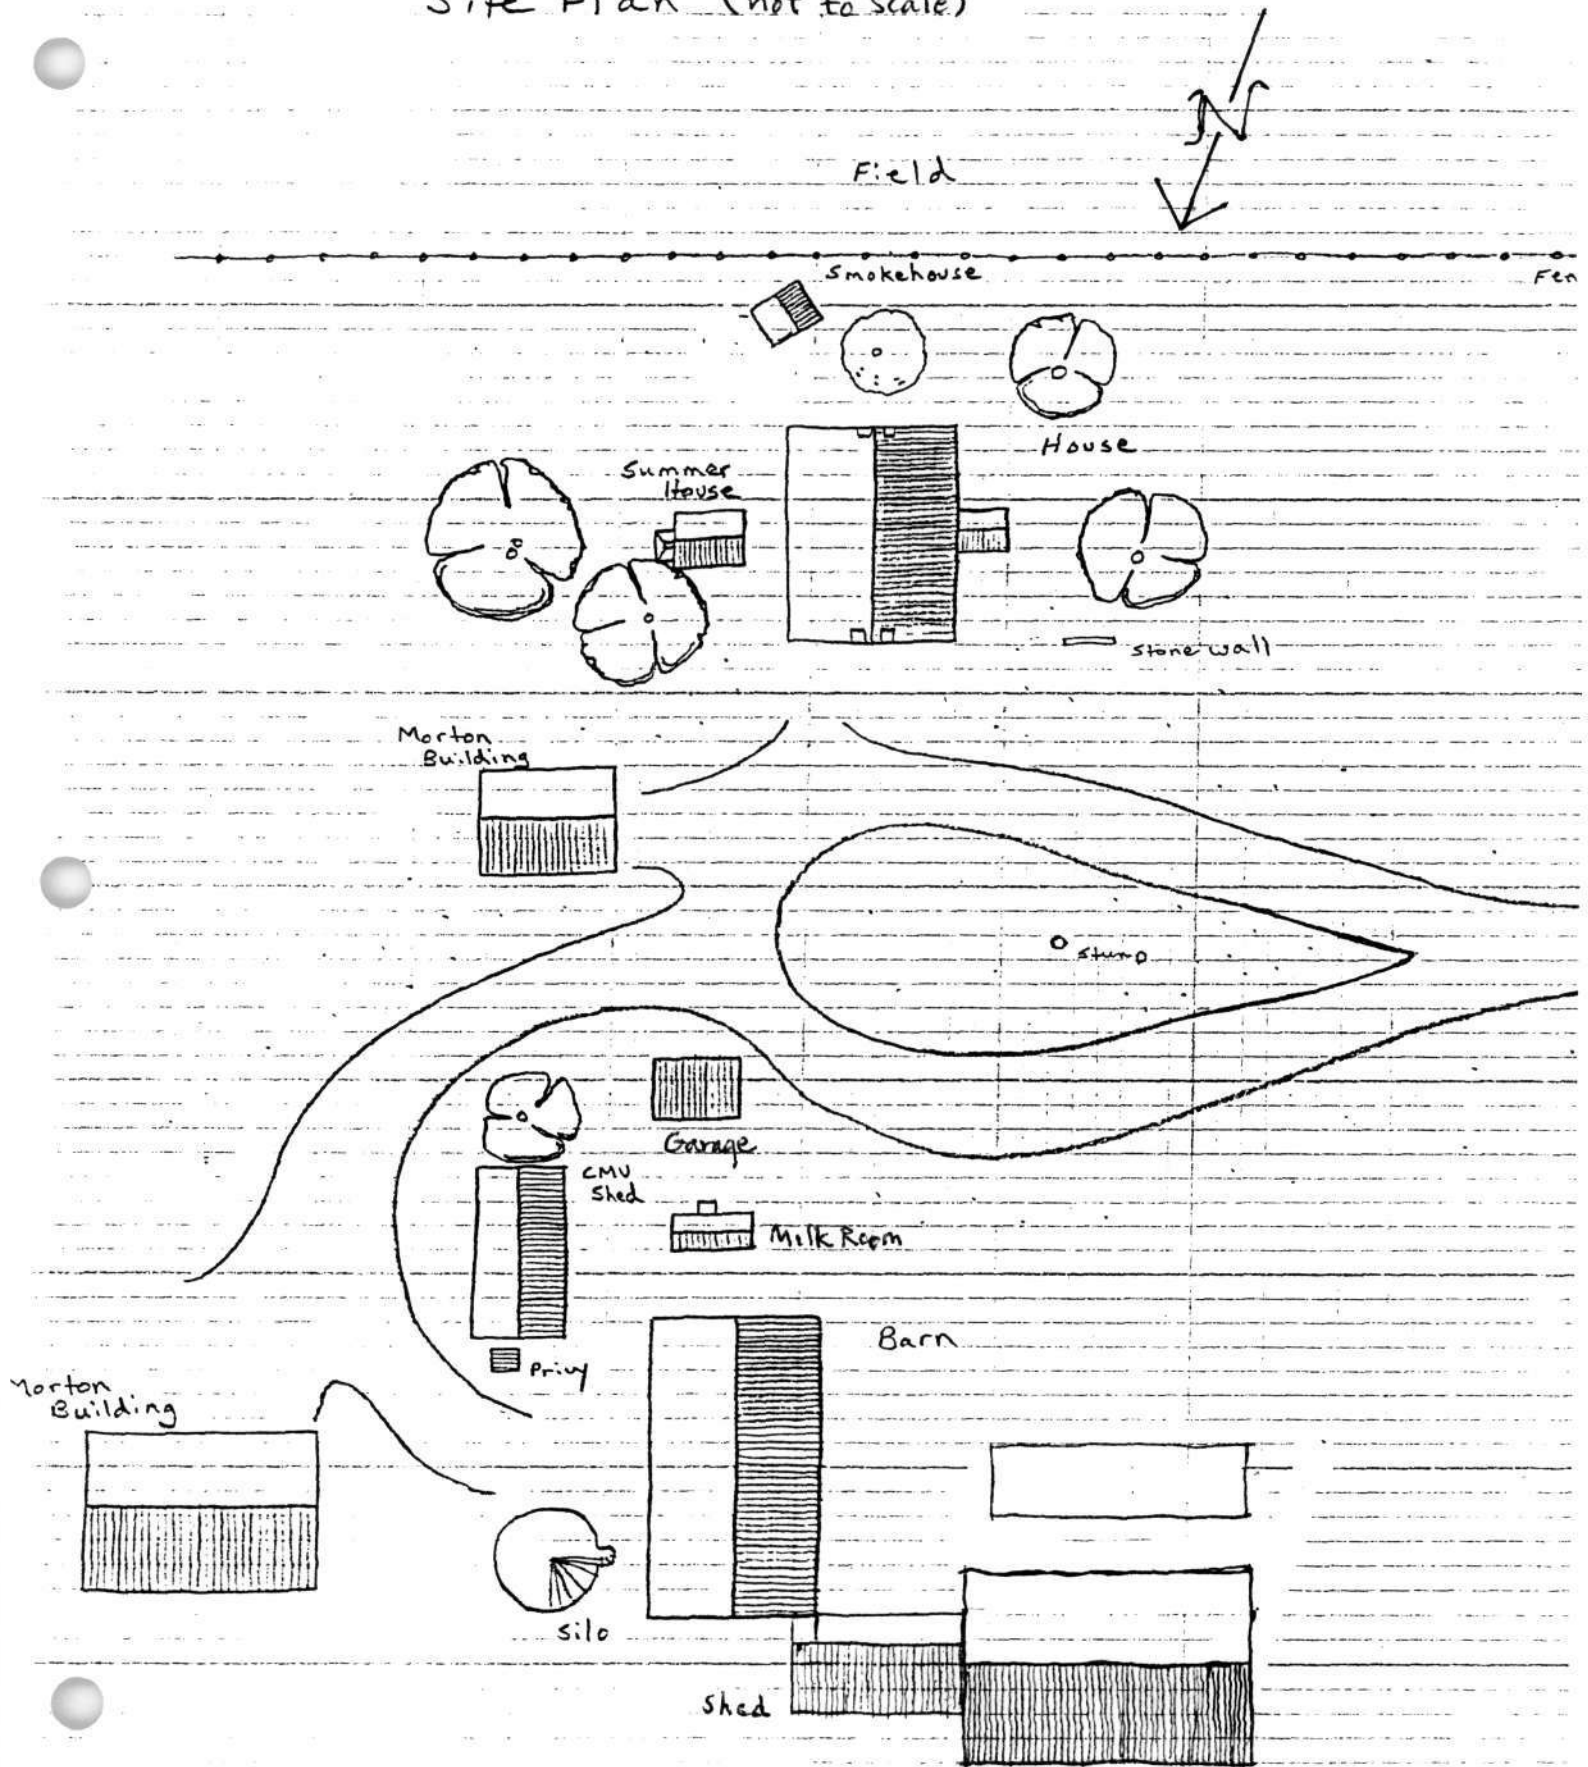 Site Plan (not to scale)
N
Field
Smokehouse
Fen
House
Summer
House
stone wall
Morton
Building
stump
Garage
CMU
Shed
Milk Room
Barn
Privy
Morton
Building
silo
Shed